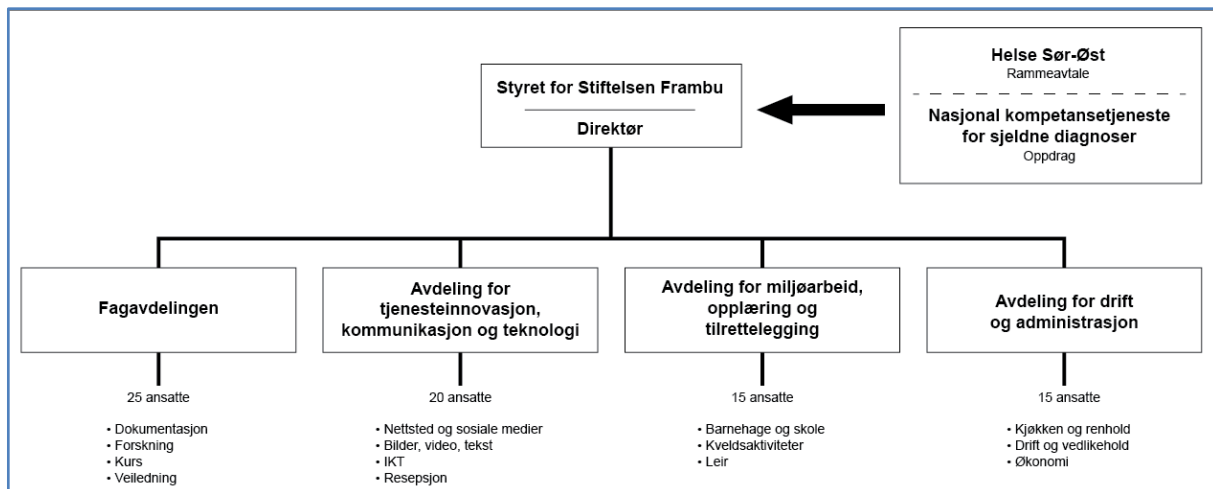 Styret for Stiftelsen Frambu
Direktør
Helse Sør-Øst
Rammeavtale
Nasjonal kompetansetjeneste
for sjeldne diagnoser
Oppdrag
Fagavdelingen
25 ansatte
• Dokumentasjon
• Forskning
• Kurs
• Veiledning
Avdeling for
tjenesteinnovasjon,
kommunikasjon og teknologi
20 ansatte
• Nettsted og sosiale medier
• Bilder, video, tekst
• IKT
• Resepsjon
Avdeling for miljøarbeid,
opplæring og
tilrettelegging
15 ansatte
• Barnehage og skole
• Kveldsaktiviteter
• Leir
Avdeling for drift
og administrasjon
15 ansatte
• Kjøkken og renhold
• Drift og vedlikehold
• Økonomi